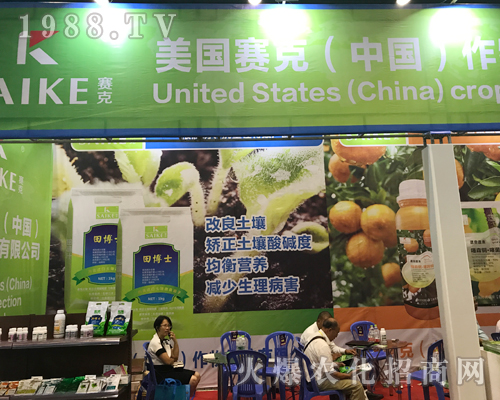 1988.TV
AIKE 赛克
美国赛克（中国）作
United States (China) crop
（中国）
有限公司
(China)
ection
田博士
田博士
改良土壤
矫正土壤酸碱度
均衡营养
减少生理病害
火爆农化招商网